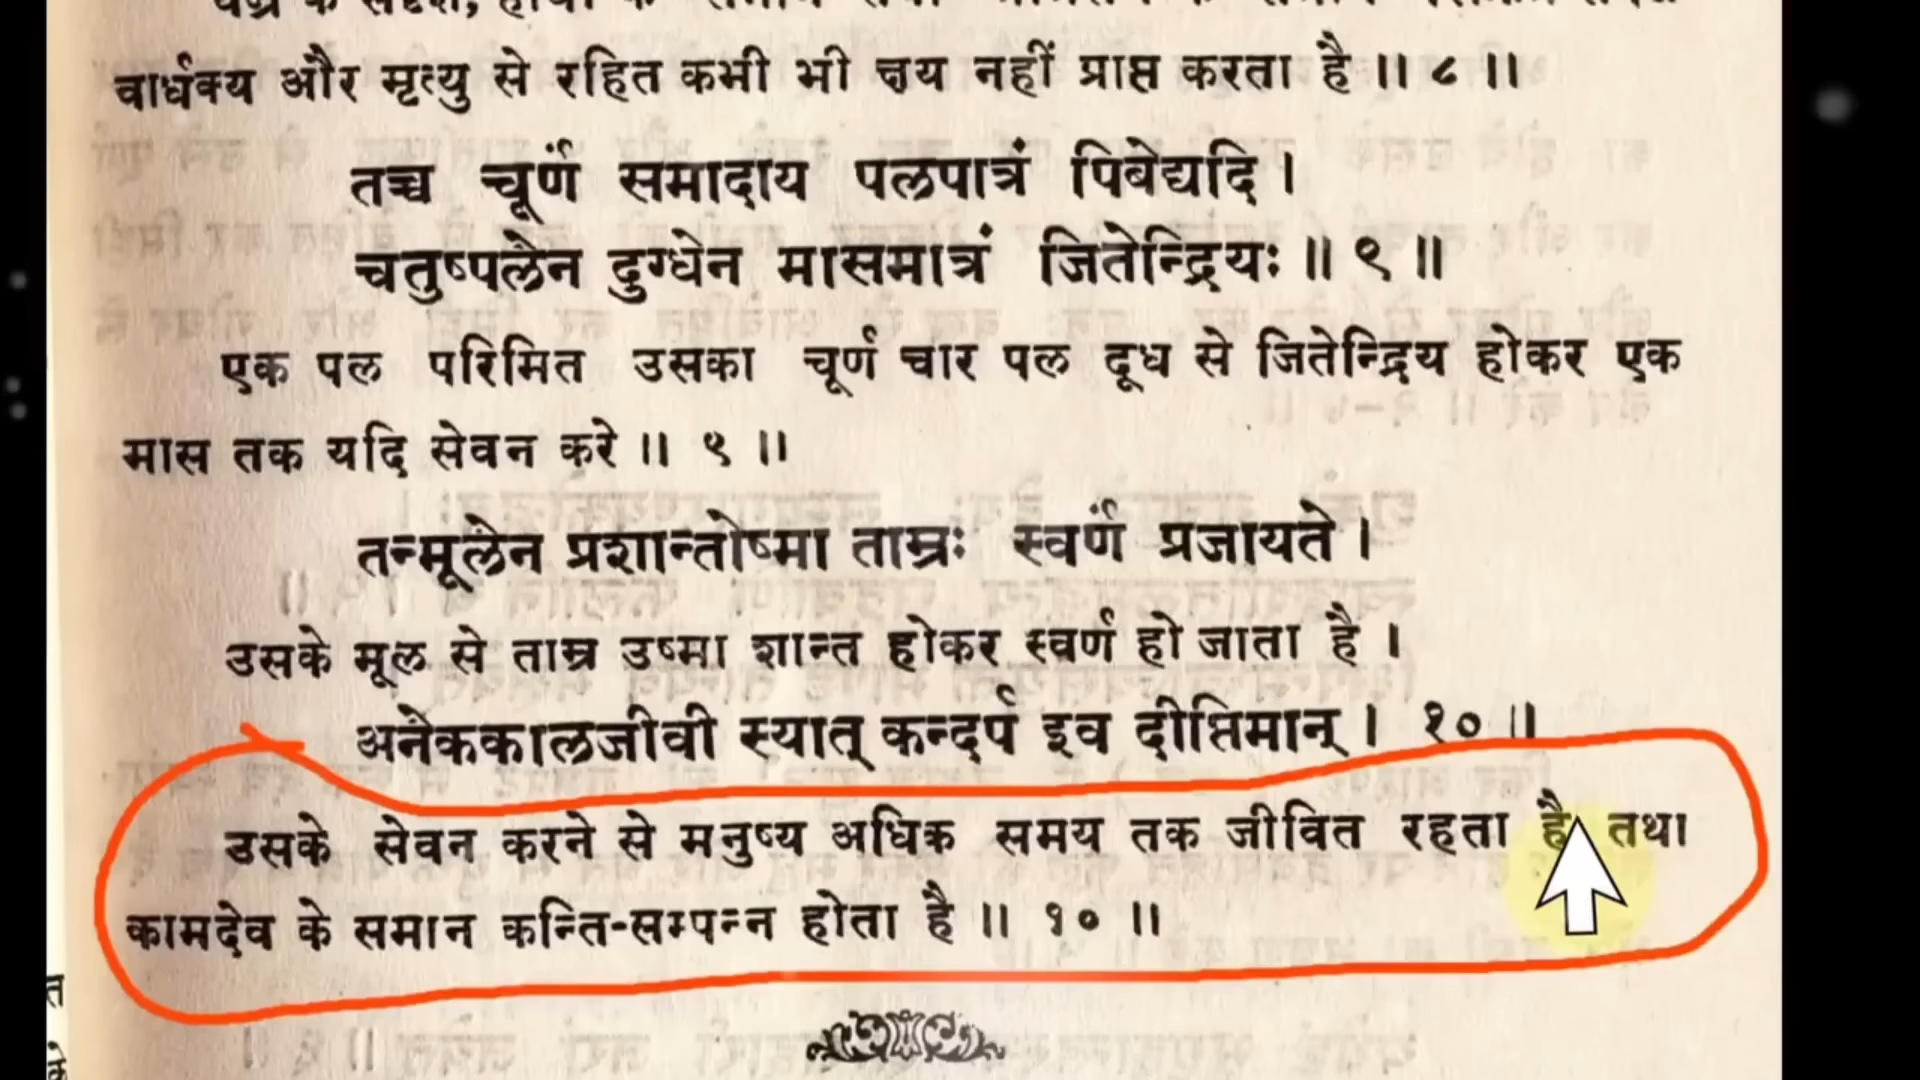 वार्धक्य और मृत्यु से रहित कभी भी क्षय नहीं प्राप्त करता है ॥ ८ ॥
तच्च चूर्णं समादाय पलपात्रं पिबेद्यदि ।
चतुष्पलेन दुग्धेन मासमात्रं जितेन्द्रियः ॥ ९ ॥
एक पल परिमित उसका चूर्ण चार पल दूध से जितेन्द्रिय होकर एक
मास तक यदि सेवन करे ॥ ९ ॥
तन्मूलेन प्रशान्तोष्मा ताम्रः स्वर्णं प्रजायते ।
उसके मूल से ताम्र उष्मा शान्त होकर स्वर्ण हो जाता है ।
अनेककालजीवी स्यात् कन्दर्प इव दीप्तिमान् । १० ॥
उसके सेवन करने से मनुष्य अधिक समय तक जीवित रहता है तथा
कामदेव के समान कन्ति-सम्पन्न होता है ॥ १० ॥